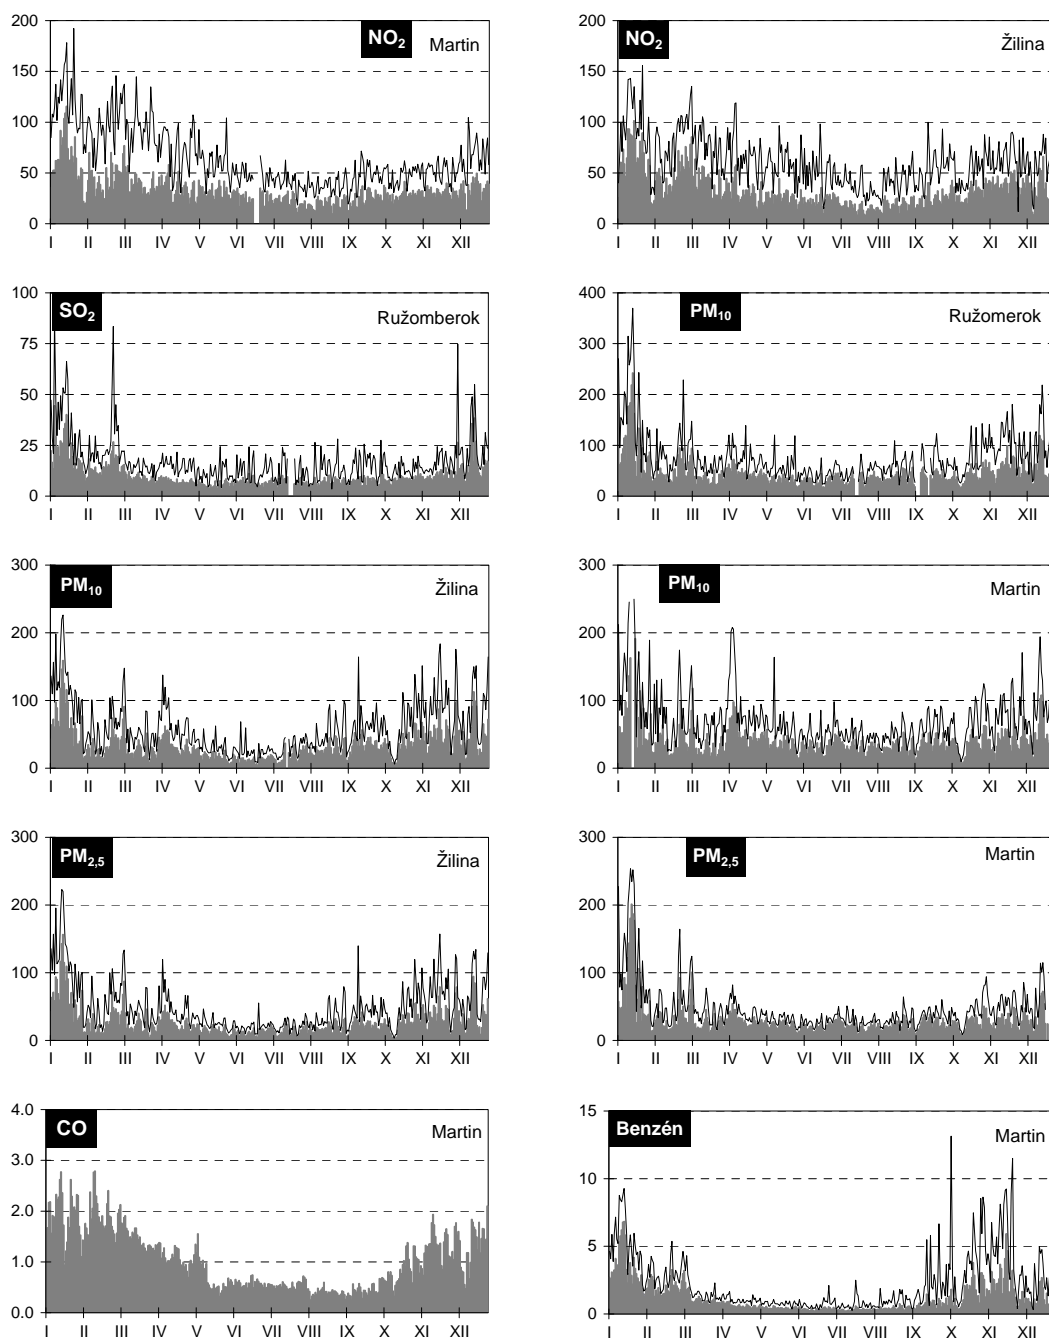 200
150
100
50
0
NO2
Martin
I II III IV V VI VII VIII IX X XI XII
200
150
100
50
0
NO2
Žilina
I II III IV V VI VII VIII IX X XI XII
100
75
50
25
0
SO2
Ružomberok
I II III IV V VI VII VIII IX X XI XII
400
300
200
100
0
PM10
Ružomerok
I II III IV V VI VII VIII IX X XI XII
300
200
100
0
PM10
Žilina
I II III IV V VI VII VIII IX X XI XII
300
200
100
0
PM10
Martin
I II III IV V VI VII VIII IX X XI XII
300
200
100
0
PM2,5
Žilina
I II III IV V VI VII VIII IX X XI XII
300
200
100
0
PM2,5
Martin
I II III IV V VI VII VIII IX X XI XII
4.0
3.0
2.0
1.0
0.0
CO
Martin
I II III IV V VI VII VIII IX X XI XII
15
10
5
0
Benzén
Martin
I II III IV V VI VII VIII IX X XI XII